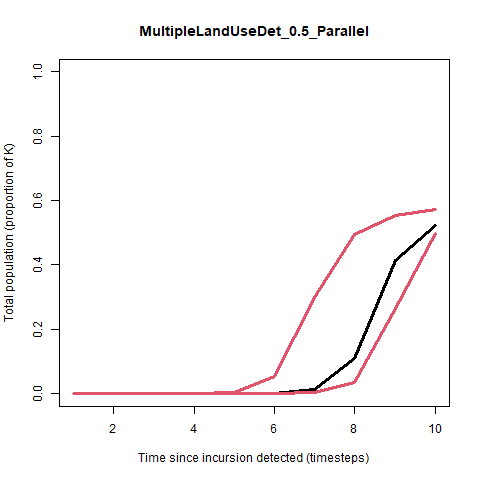 MultipleLandUseDet_0.5_Parallel
Total population (proportion of K)
1.0
0.8
0.6
0.4
0.2
0.0
2 4 6 8 10
Time since incursion detected (timesteps)